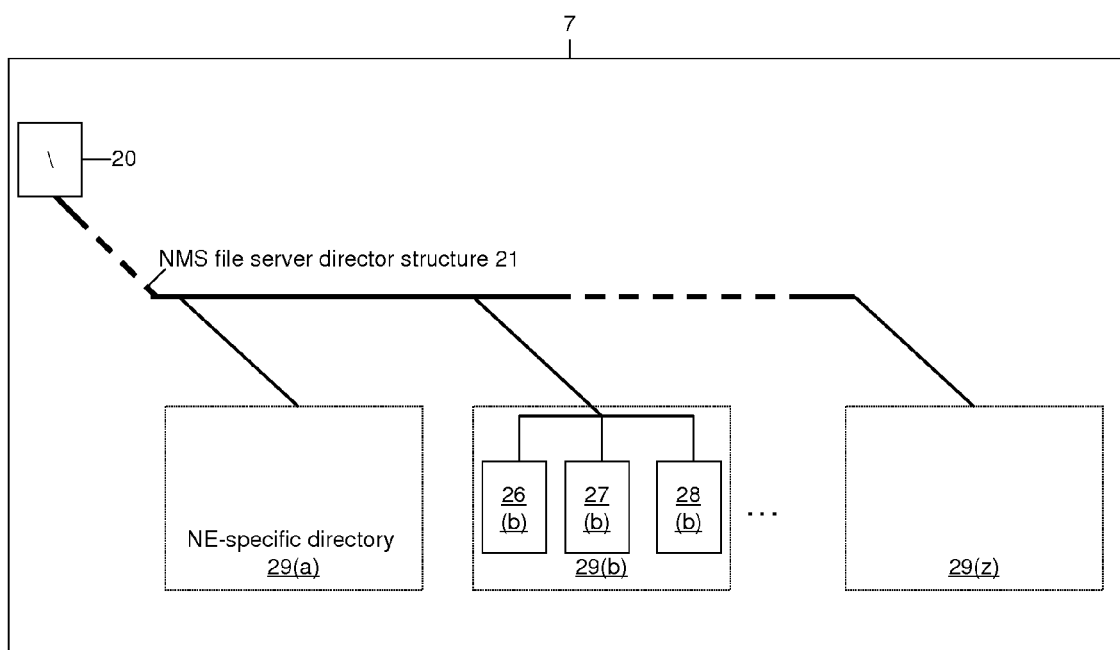 7
\
20
NMS file server director structure 21
26
(b)
27
(b)
28
(b)
...
NE-specific directory
29(a)
29(b)
29(z)